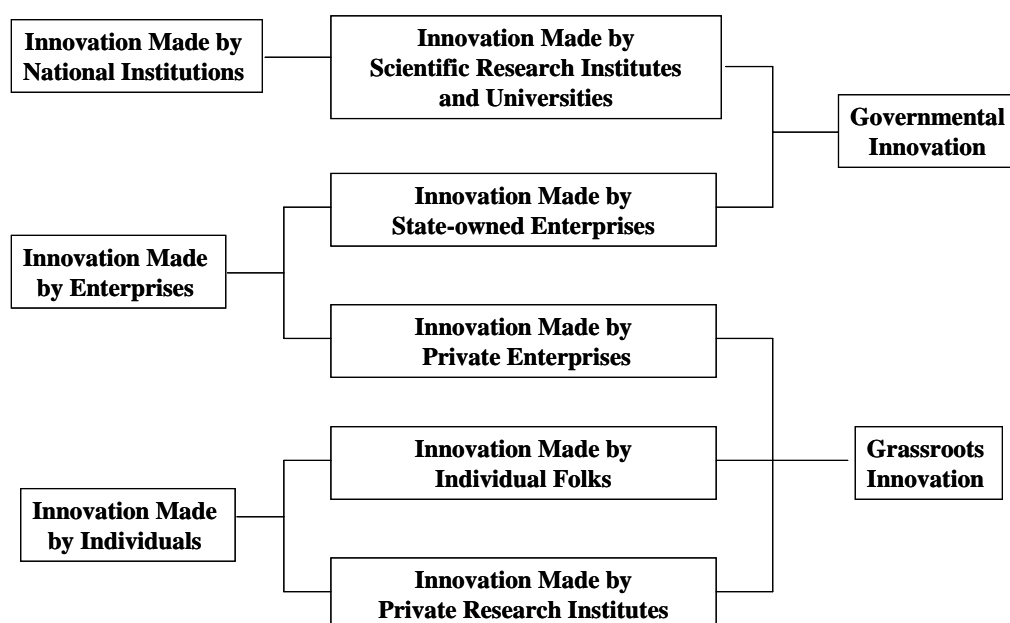 Innovation Made by
National Institutions
Innovation Made by
Scientific Research Institutes
and Universities
Governmental
Innovation
Innovation Made by
State-owned Enterprises
Innovation Made
by Enterprises
Innovation Made by
Private Enterprises
Innovation Made by
Individual Folks
Grassroots
Innovation
Innovation Made
by Individuals
Innovation Made by
Private Research Institutes